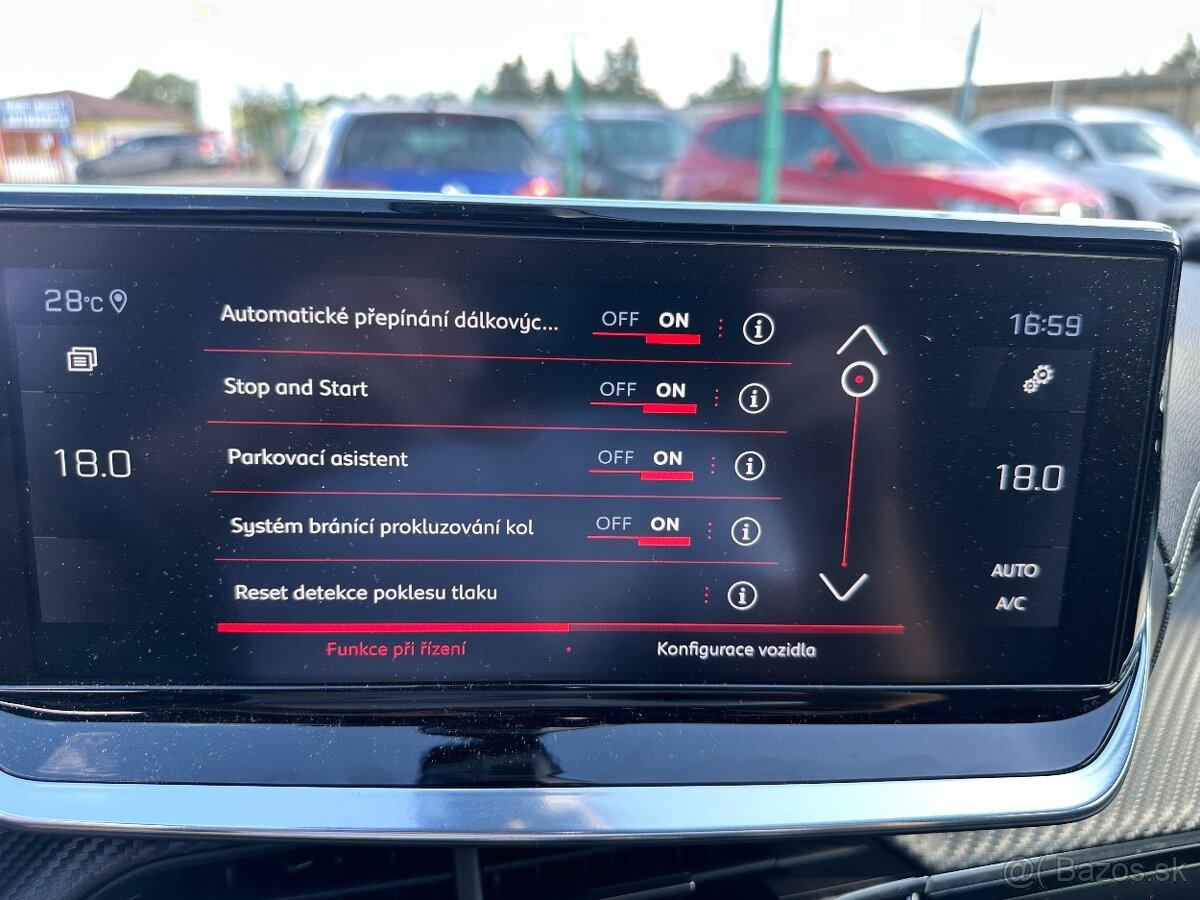 28°C
16:59
Automatické přepínání dálkovýc... OFF ON
Stop and Start OFF ON
18.0
Parkovací asistent OFF ON
18.0
Systém bránící prokluzování kol OFF ON
AUTO
Reset detekce poklesu tlaku
A/C
Funkce při řízení
Konfigurace vozidla
@( Bazos.sk